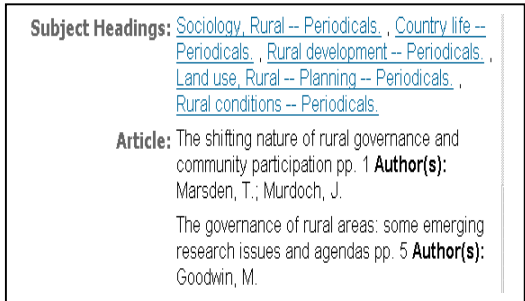 Subject Headings: Sociology, Rural -- Periodicals. , Country life --
Periodicals. , Rural development -- Periodicals. ,
Land use, Rural -- Planning -- Periodicals. ,
Rural conditions -- Periodicals.
Article: The shifting nature of rural governance and
community participation pp. 1 Author(s):
Marsden, T.; Murdoch, J.
The governance of rural areas: some emerging
research issues and agendas pp. 5 Author(s):
Goodwin, M.